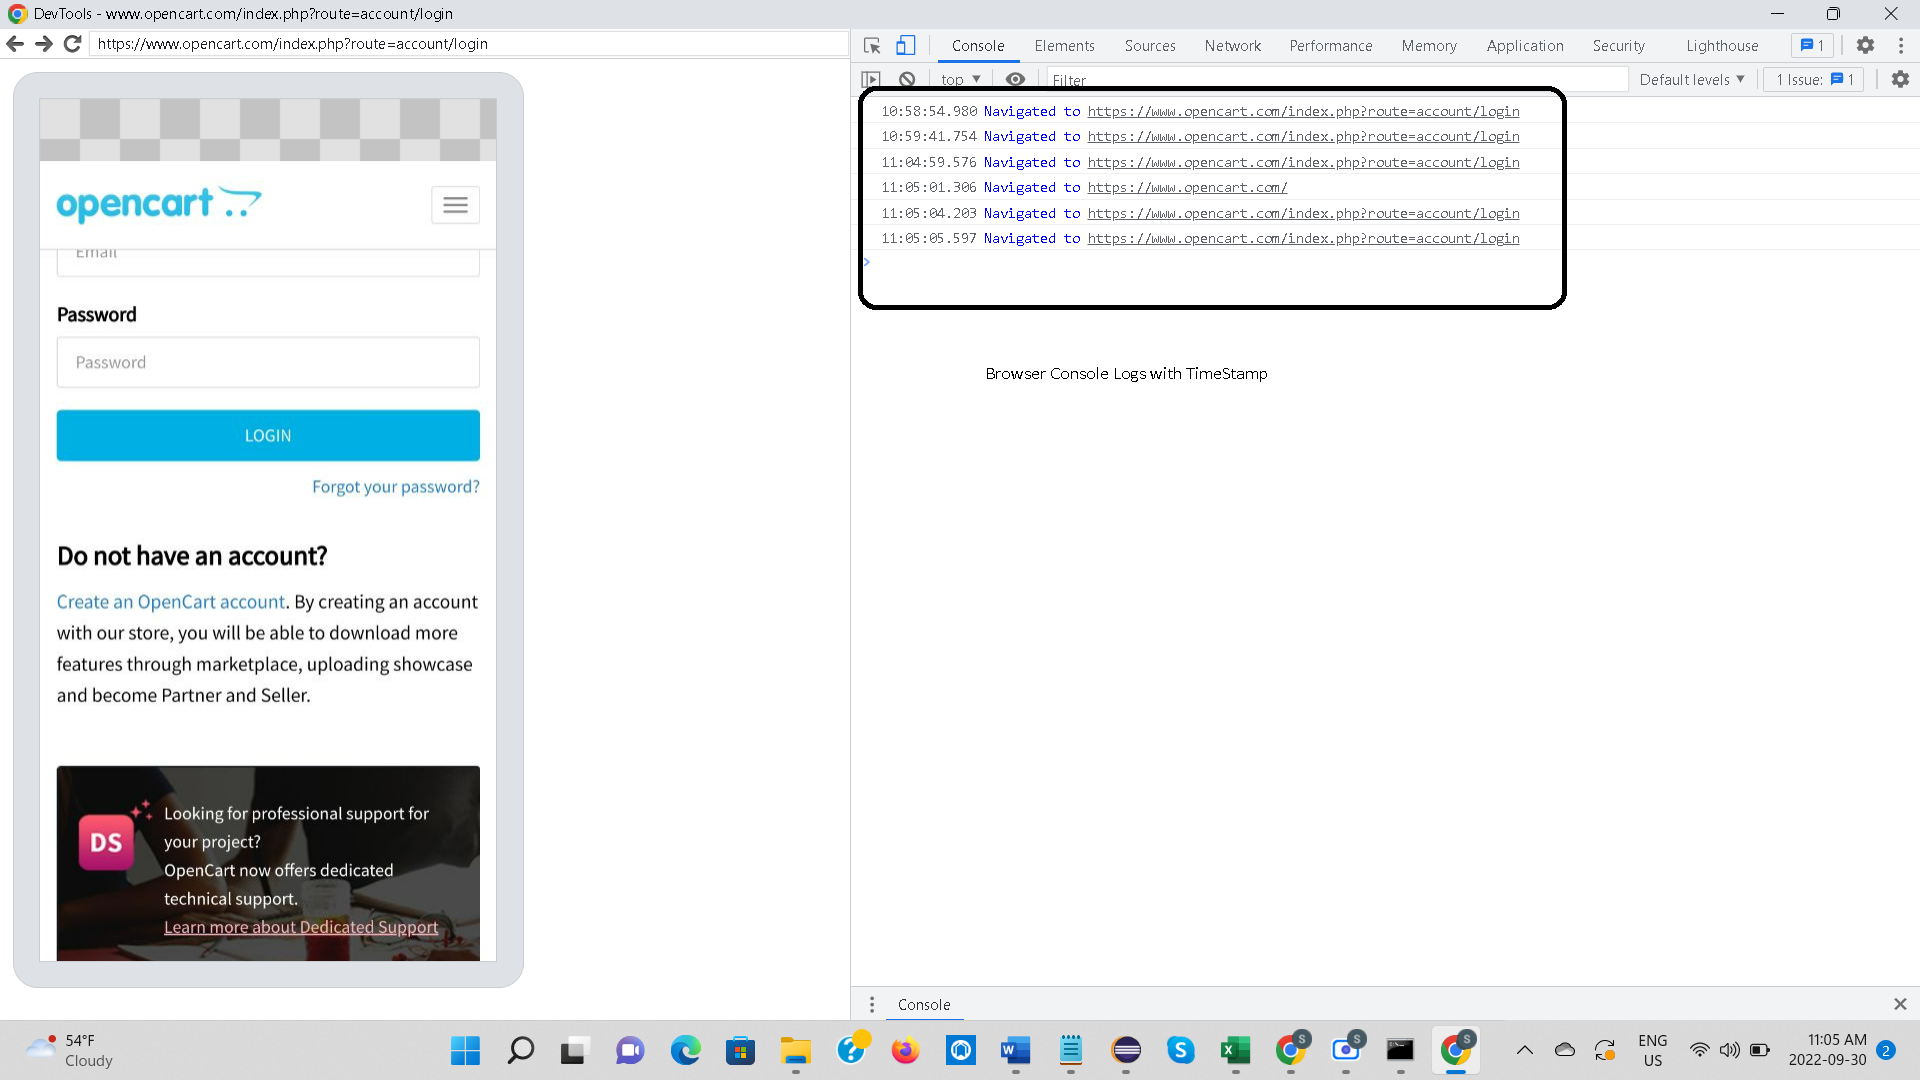 DevTools - www.opencart.com/index.php?route=account/login
https://www.opencart.com/index.php?route=account/login
opencart
Email
Password
Password
LOGIN
Forgot your password?
Do not have an account?
Create an OpenCart account. By creating an account
with our store, you will be able to download more
features through marketplace, uploading showcase
and become Partner and Seller.
DS
Looking for professional support for
your project?
OpenCart now offers dedicated
technical support.
Learn more about Dedicated Support
Console Elements Sources Network Performance Memory Application Security Lighthouse 1
top Filter Default levels 1 Issue: 1
10:58:54.980 Navigated to https://www.opencart.com/index.php?route=account/login
10:59:41.754 Navigated to https://www.opencart.com/index.php?route=account/login
11:04:59.576 Navigated to https://www.opencart.com/index.php?route=account/login
11:05:01.306 Navigated to https://www.opencart.com/
11:05:04.203 Navigated to https://www.opencart.com/index.php?route=account/login
11:05:05.597 Navigated to https://www.opencart.com/index.php?route=account/login
Browser Console Logs with TimeStamp
Console
54°F
Cloudy
ENG
US
11:05 AM
2022-09-30
2